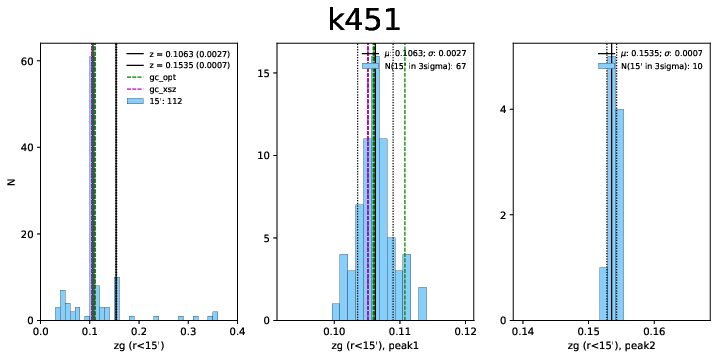 k451
z = 0.1063 (0.0027)
z = 0.1535 (0.0007)
gc_opt
gc_xsz
15': 112
N
60
40
20
0
0.0 0.1 0.2 0.3 0.4
zg (r<15')
μ: 0.1063; σ: 0.0027
N(15' in 3sigma): 67
15
10
5
0
0.10 0.11 0.12
zg (r<15'), peak1
μ: 0.1535; σ: 0.0007
N(15' in 3sigma): 10
4
2
0
0.14 0.15 0.16
zg (r<15'), peak2